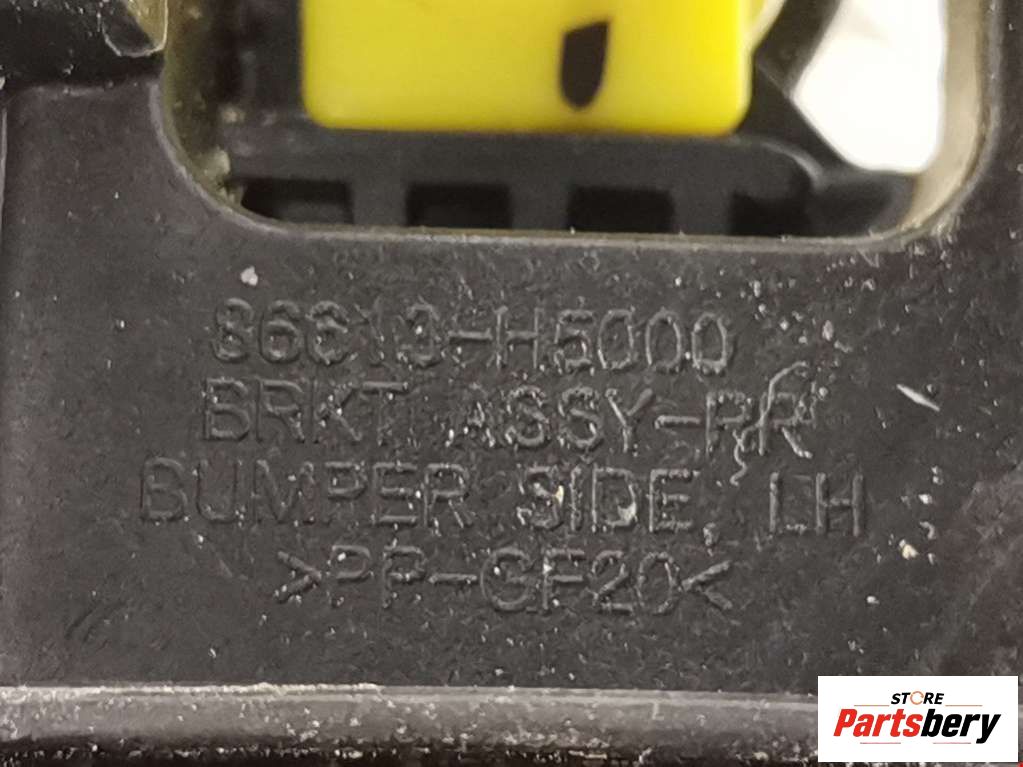 86613-H5000
BRKT ASSY-RR
BUMPER SIDE, LH
>PP-GF20<
STORE
Partsbery